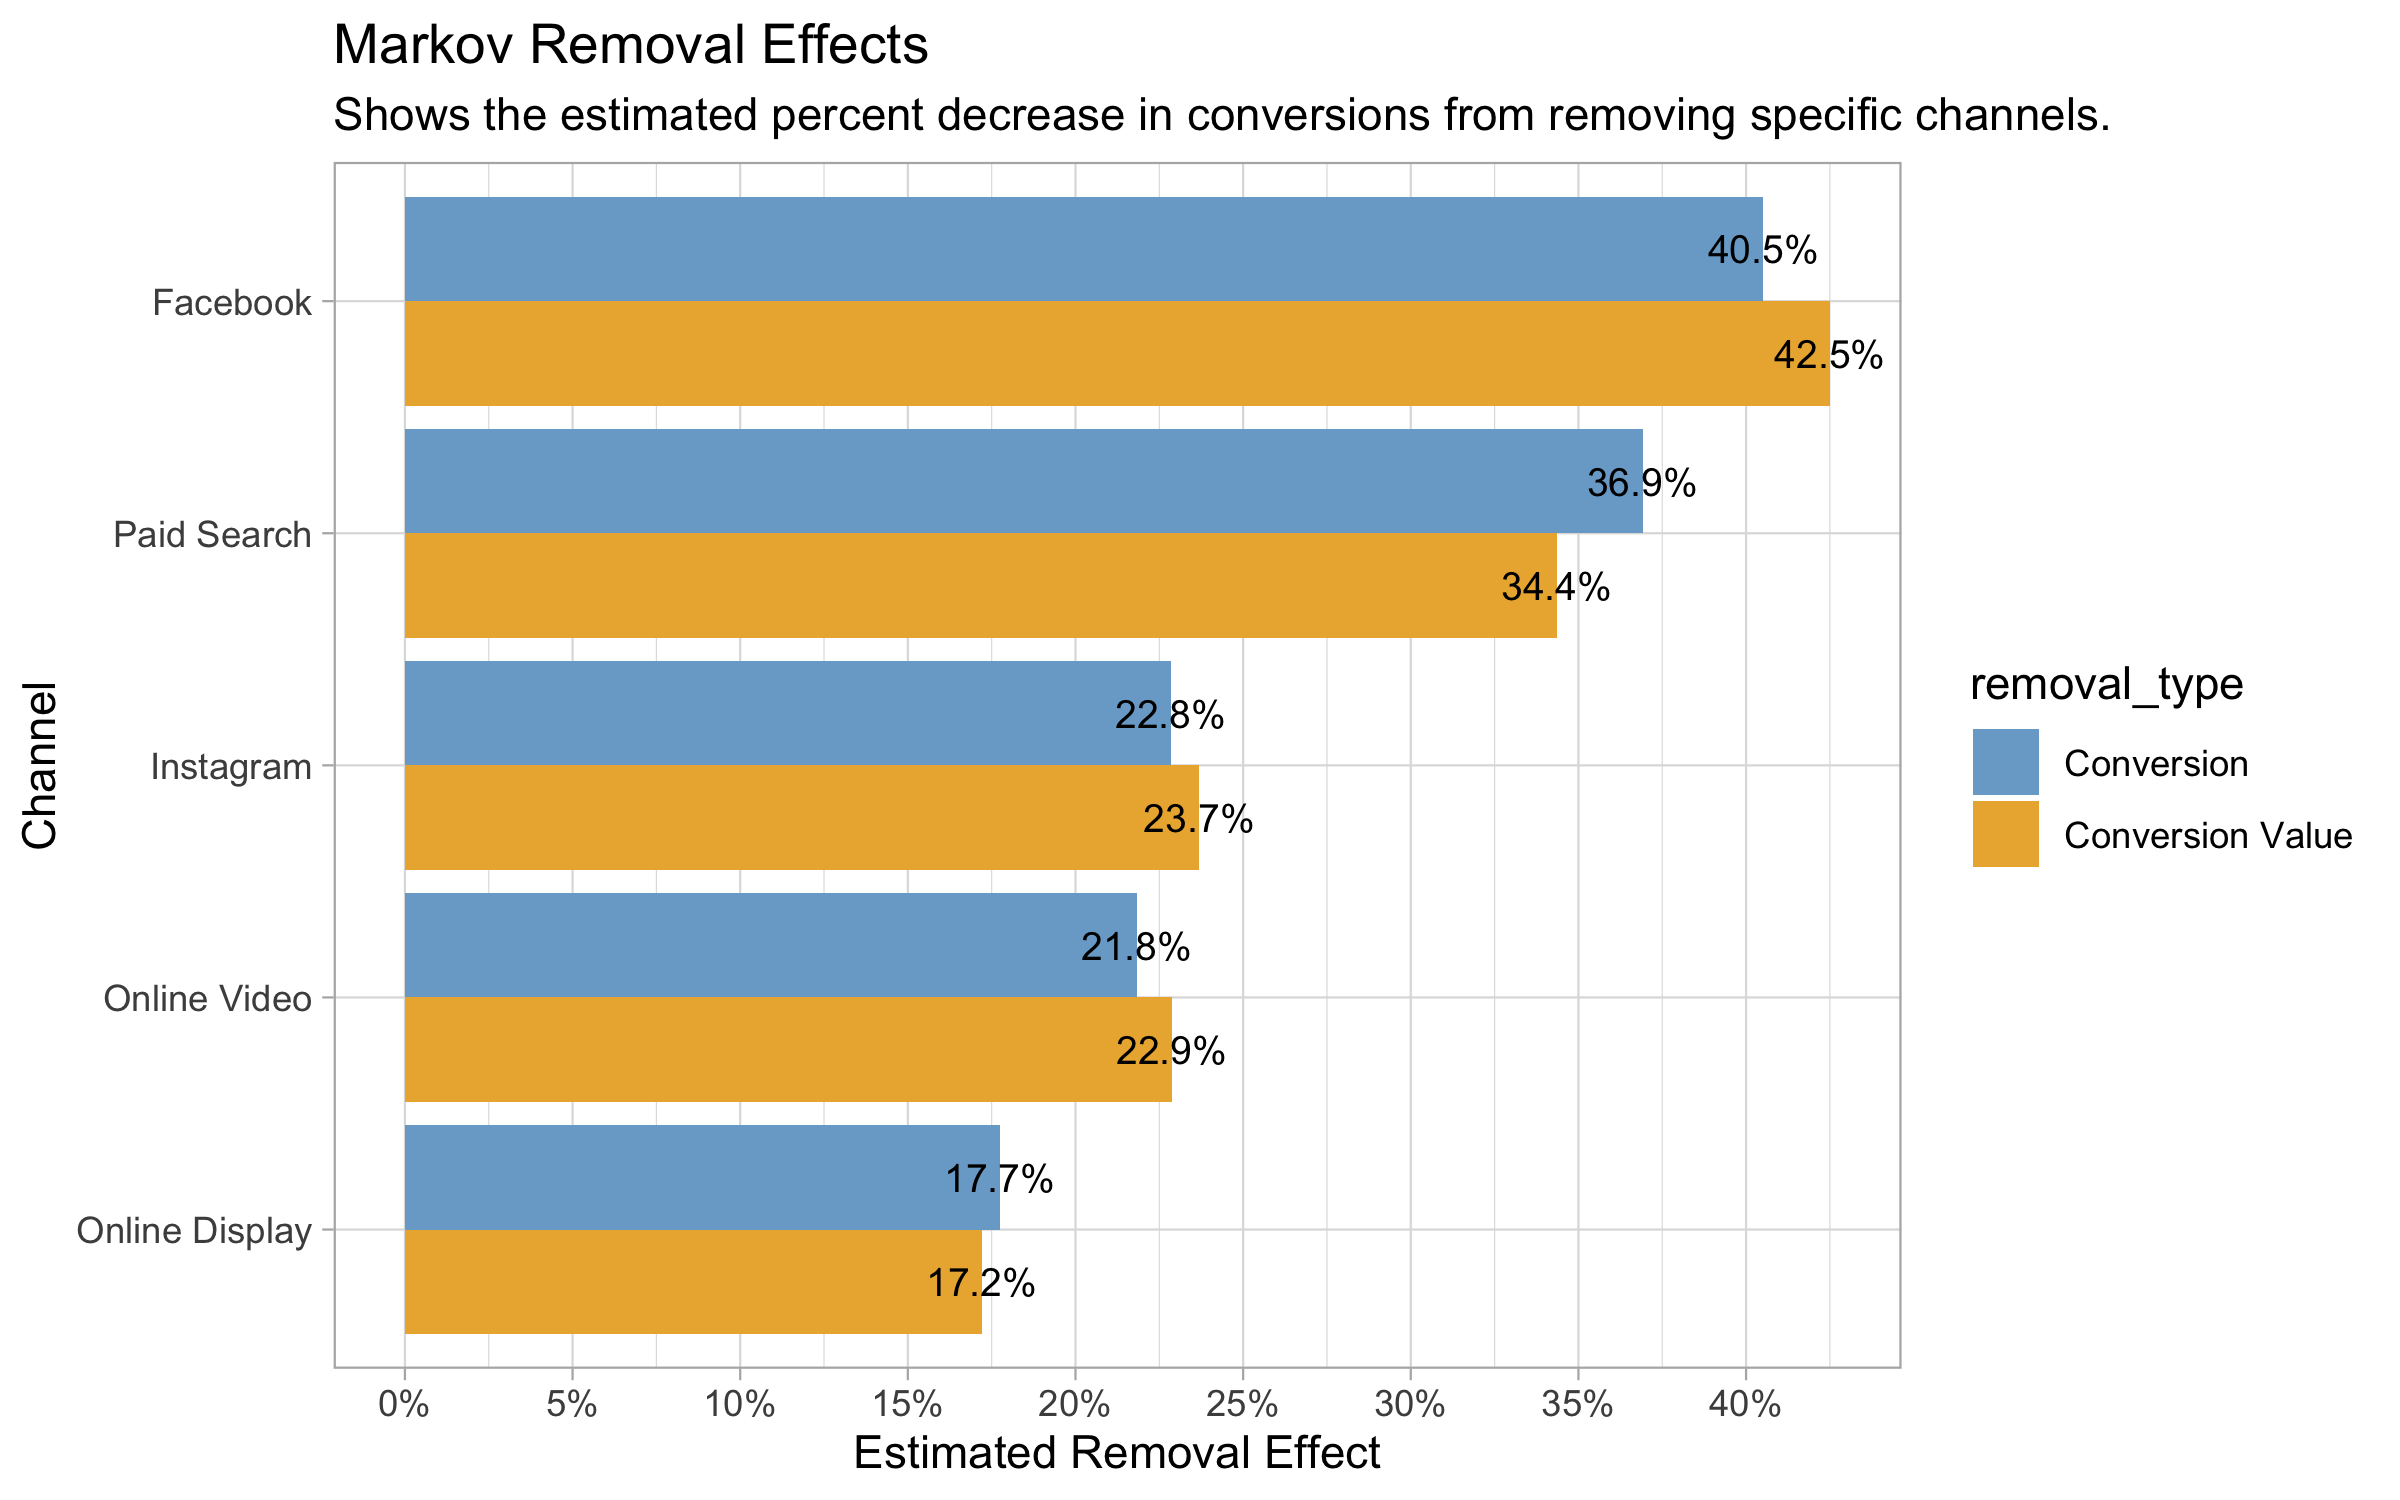 Markov Removal Effects
Shows the estimated percent decrease in conversions from removing specific channels.
Channel
Facebook
40.5%
42.5%
Paid Search
36.9%
34.4%
Instagram
22.8%
23.7%
Online Video
21.8%
22.9%
Online Display
17.7%
17.2%
0% 5% 10% 15% 20% 25% 30% 35% 40%
Estimated Removal Effect
removal_type
Conversion
Conversion Value